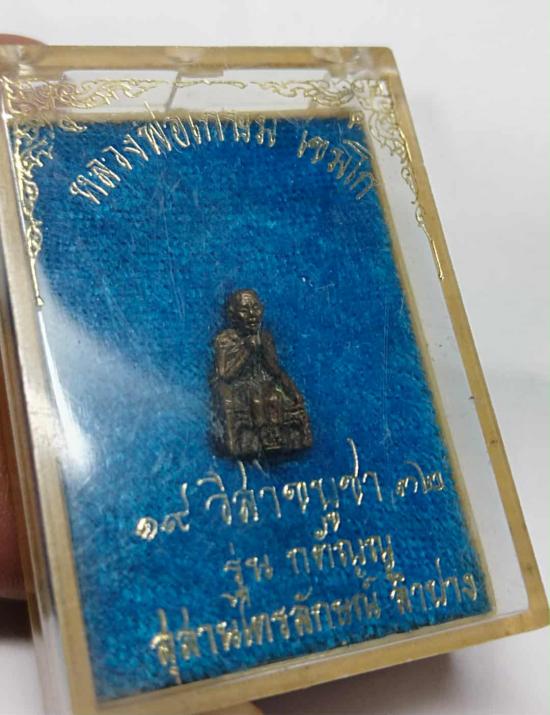 หลวงพ่อเกษม เขมโก
๑๙ วิสาขบูชา ๓๒
รุ่น กตัญญู
สุสานไตรลักษณ์ ลำปาง